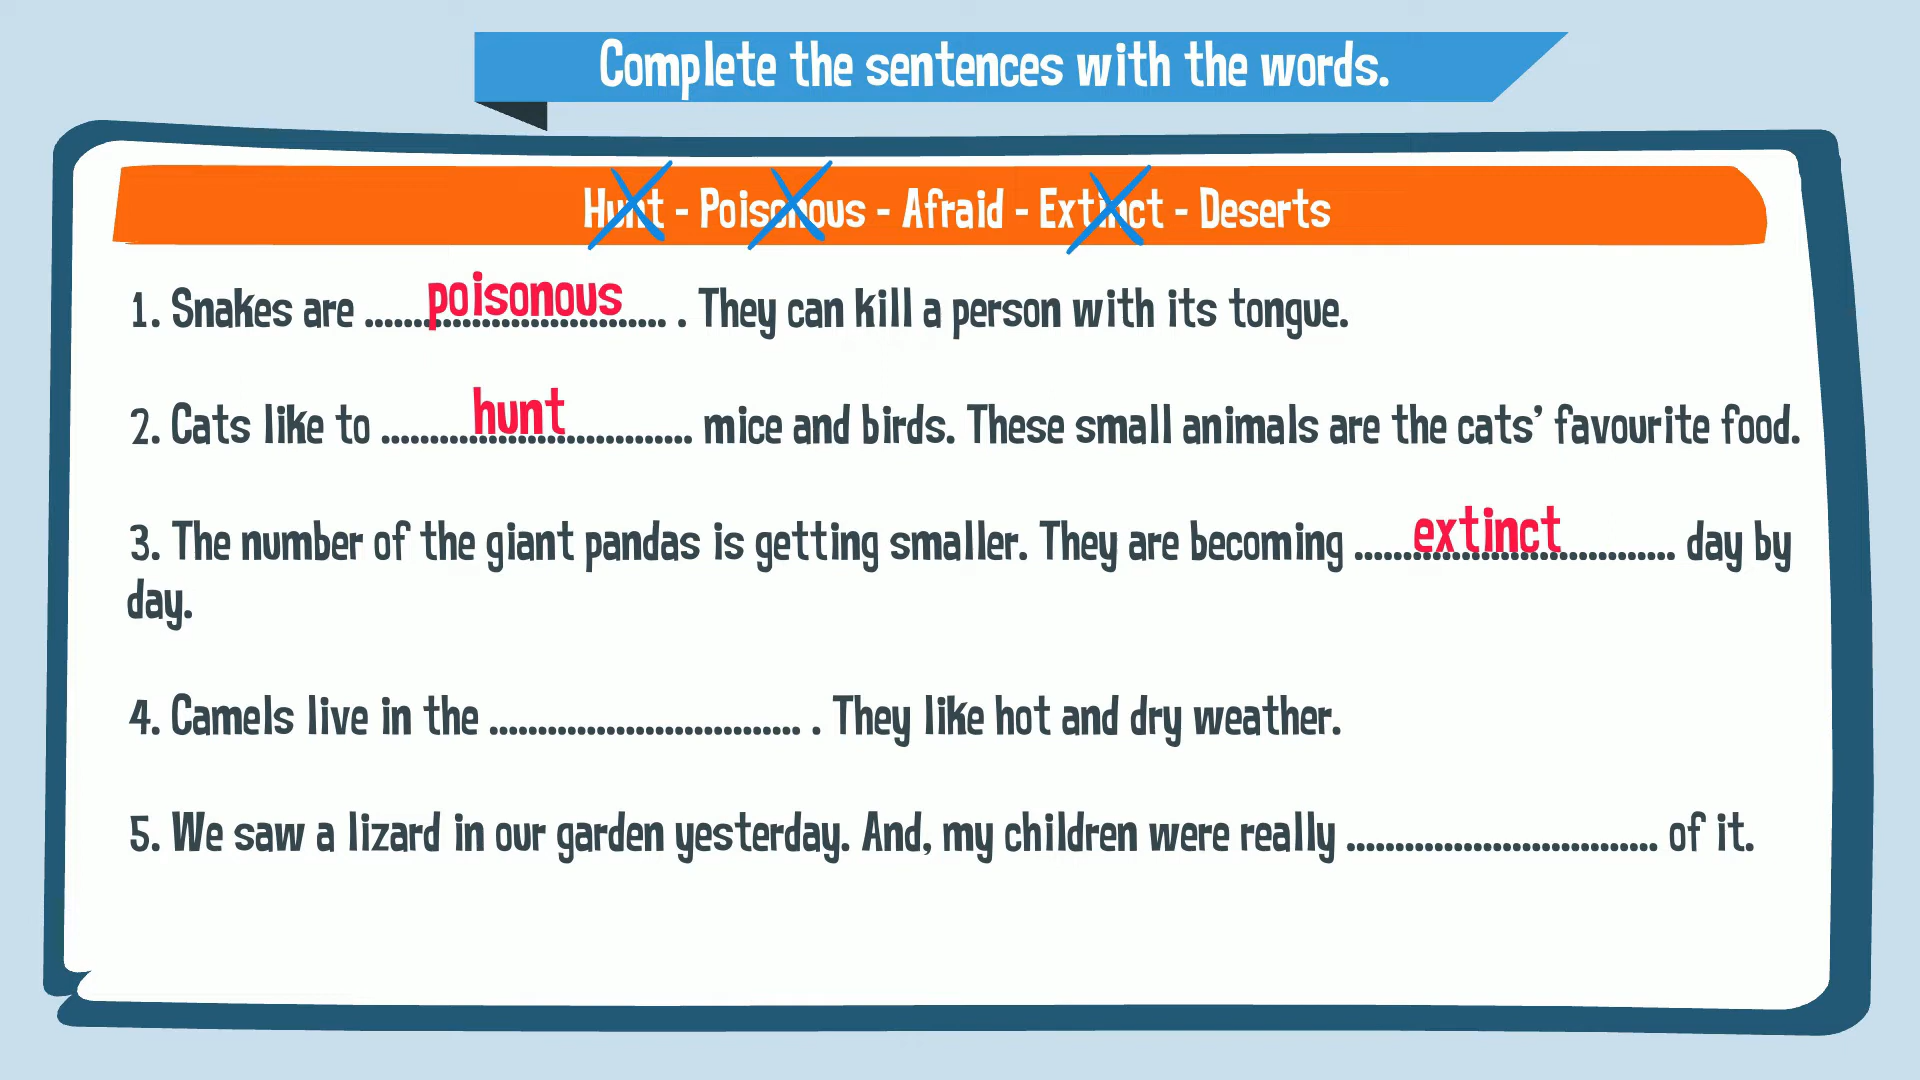 Complete the sentences with the words.
Hunt - Poisonous - Afraid - Extinct - Deserts
1. Snakes are ....poisonous.... . They can kill a person with its tongue.
2. Cats like to ....hunt.... mice and birds. These small animals are the cats' favourite food.
3. The number of the giant pandas is getting smaller. They are becoming ....extinct.... day by
day.
4. Camels live in the ................................ . They like hot and dry weather.
5. We saw a lizard in our garden yesterday. And, my children were really ................................ of it.